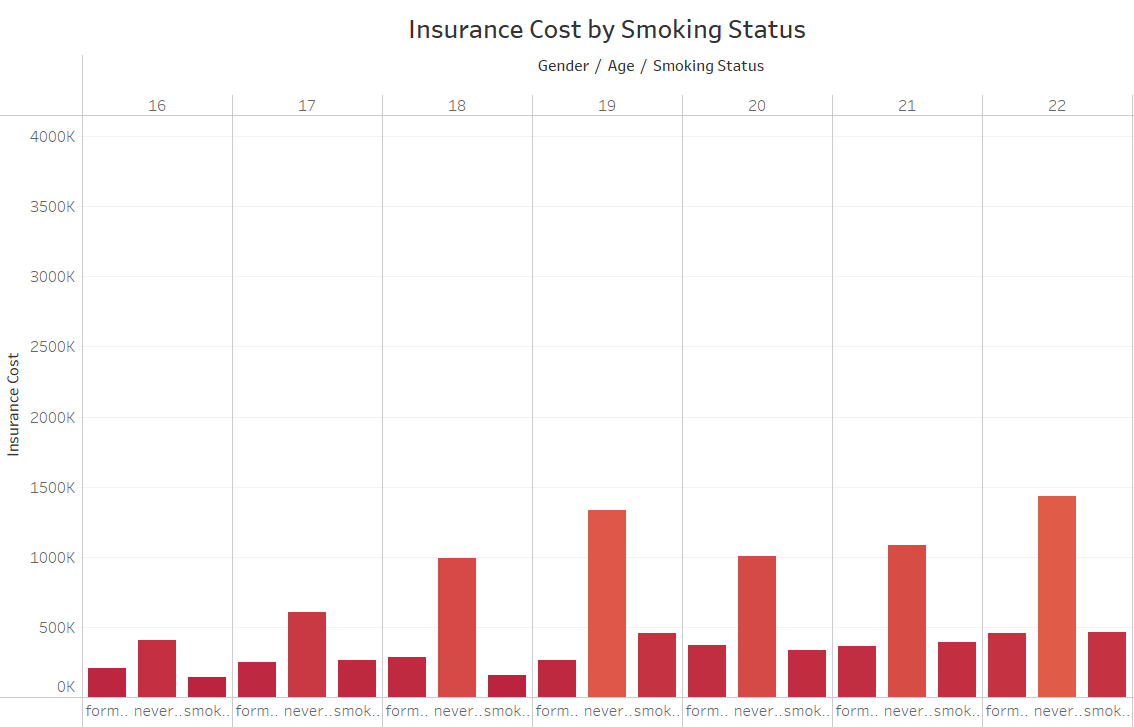 Insurance Cost by Smoking Status
Gender / Age / Smoking Status
16 17 18 19 20 21 22
4000K
3500K
3000K
2500K
2000K
1500K
1000K
500K
0K
Insurance Cost
form.. never.. smok.. form.. never.. smok.. form.. never.. smok.. form.. never.. smok.. form.. never.. smok.. form.. never.. smok.. form.. never.. smok..